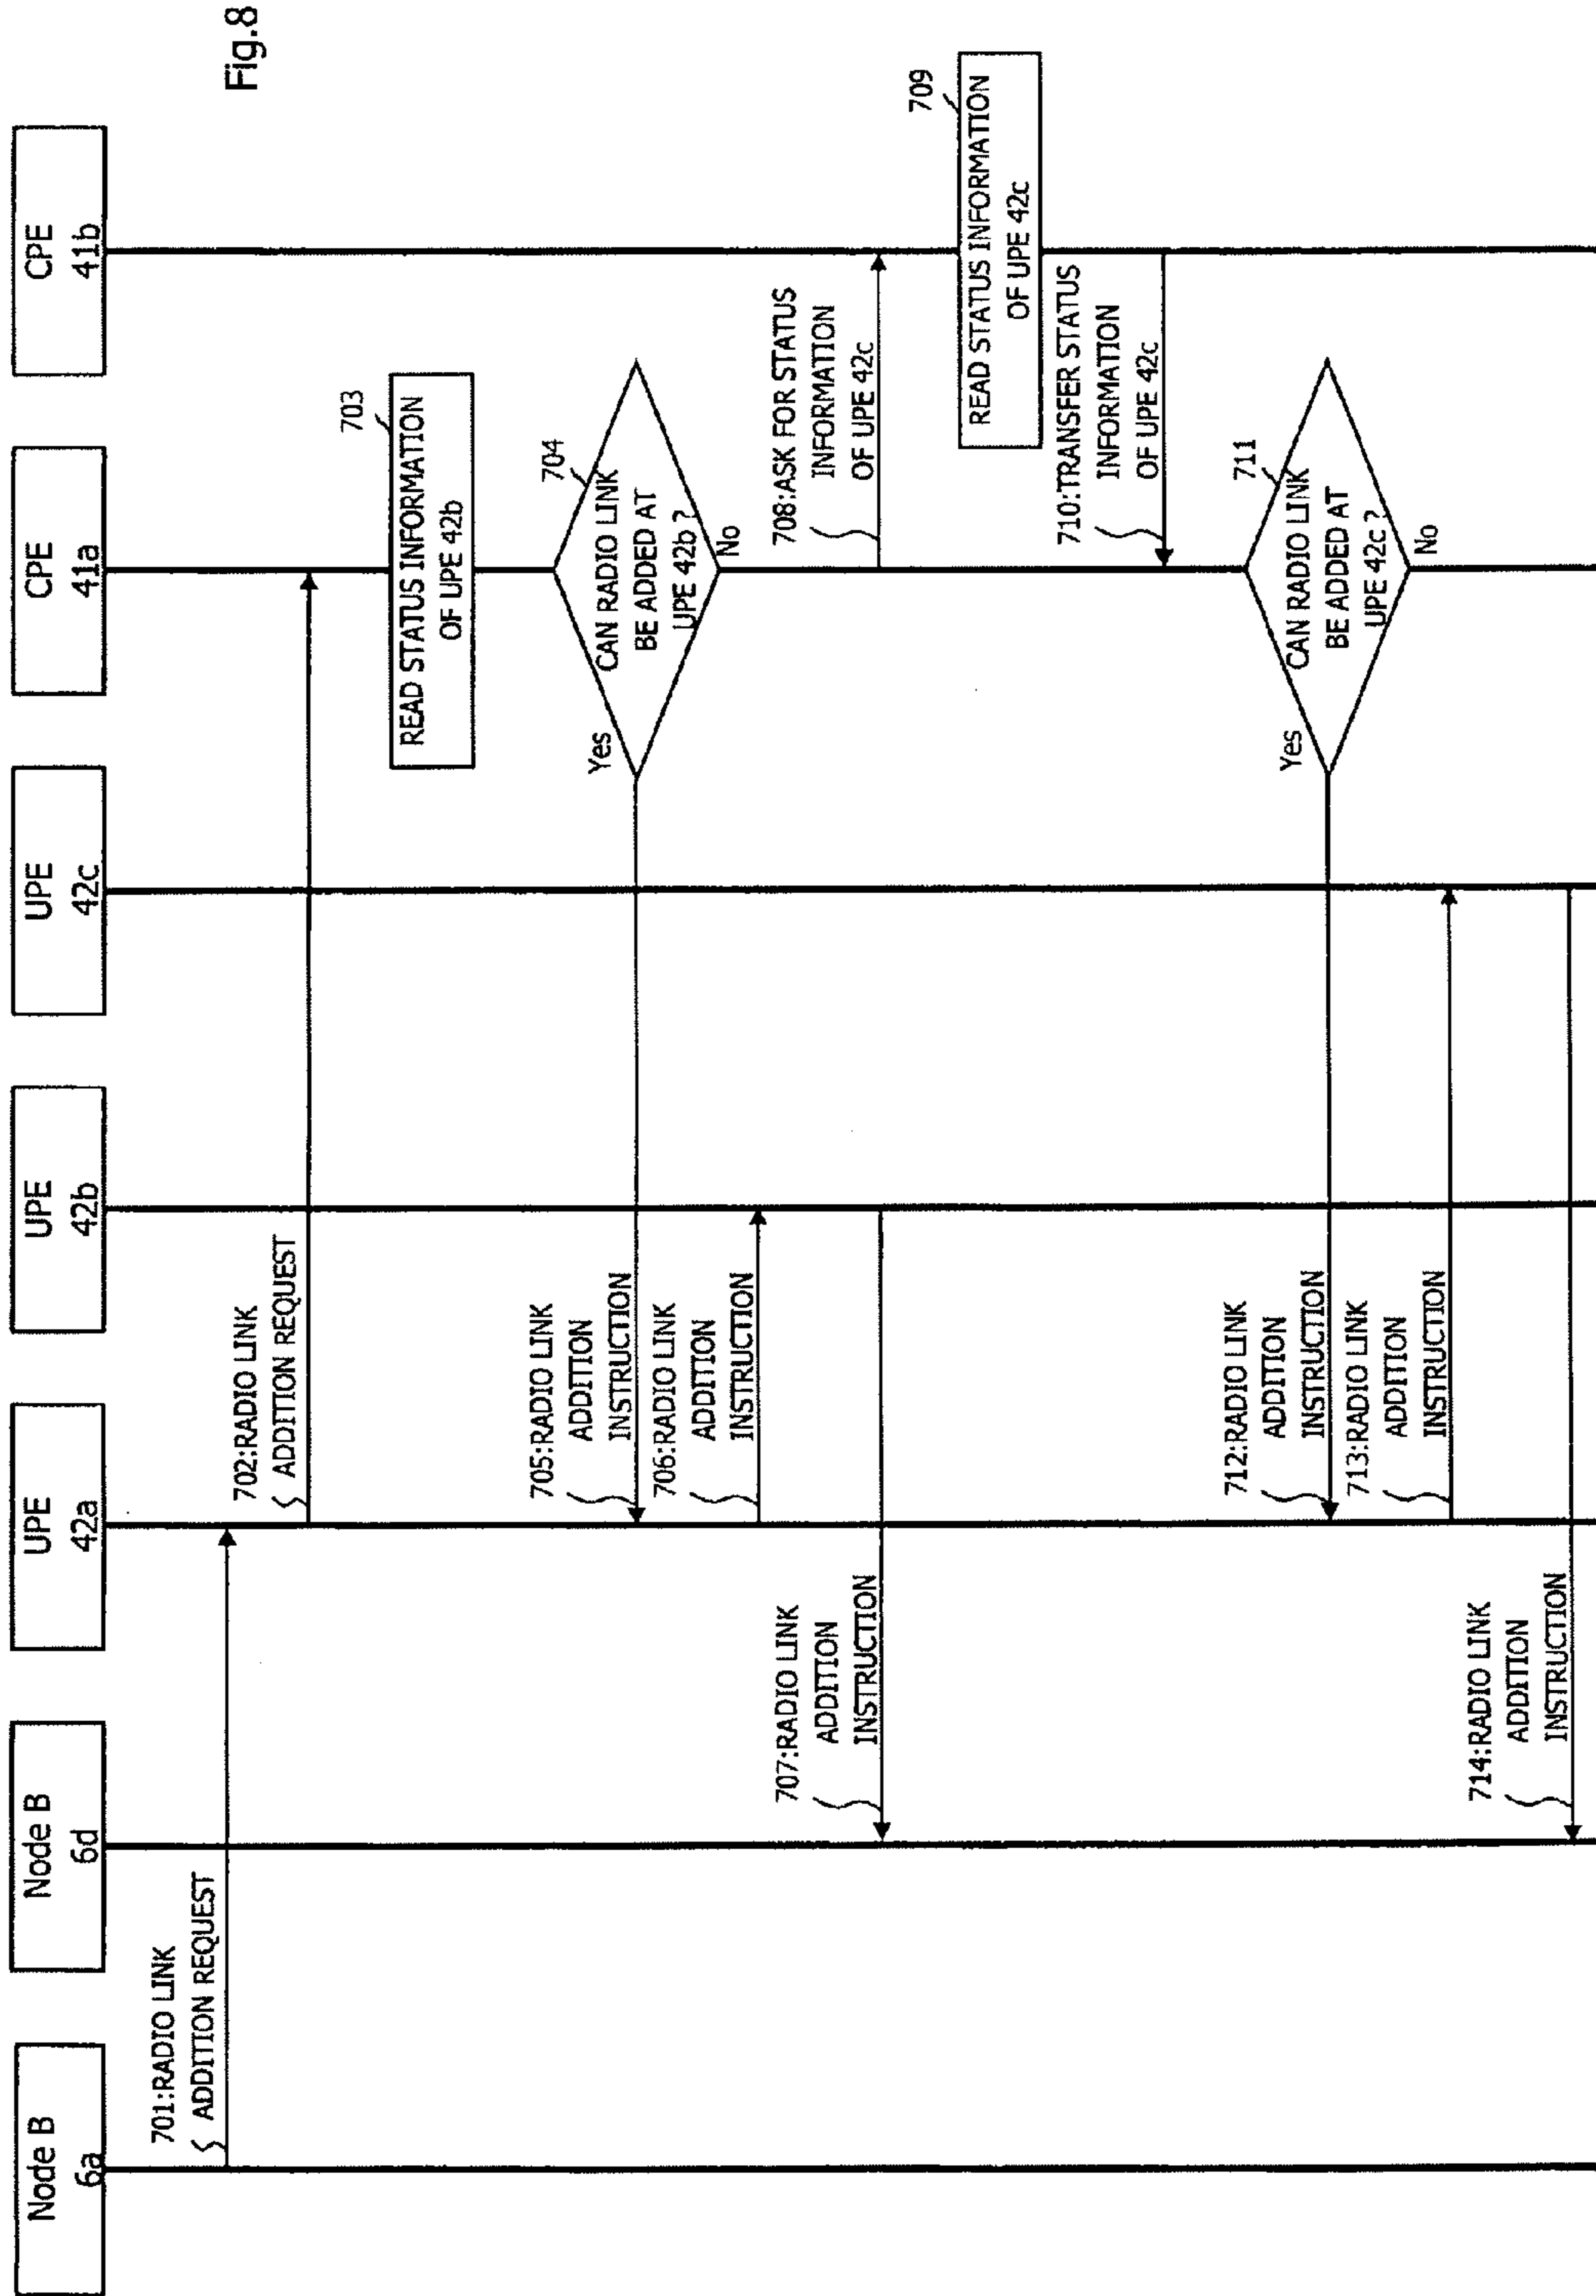 Fig.8
Node B
6a
Node B
6d
UPE
42a
UPE
42b
UPE
42c
CPE
41a
CPE
41b
701:RADIO LINK
ADDITION REQUEST
702:RADIO LINK
ADDITION REQUEST
703
READ STATUS INFORMATION
OF UPE 42b
704
CAN RADIO LINK
BE ADDED AT
UPE 42b ?
Yes
No
705:RADIO LINK
ADDITION
INSTRUCTION
706:RADIO LINK
ADDITION
INSTRUCTION
707:RADIO LINK
ADDITION
INSTRUCTION
708:ASK FOR STATUS
INFORMATION
OF UPE 42c
709
READ STATUS INFORMATION
OF UPE 42c
710:TRANSFER STATUS
INFORMATION
OF UPE 42c
711
CAN RADIO LINK
BE ADDED AT
UPE 42c ?
Yes
No
712:RADIO LINK
ADDITION
INSTRUCTION
713:RADIO LINK
ADDITION
INSTRUCTION
714:RADIO LINK
ADDITION
INSTRUCTION